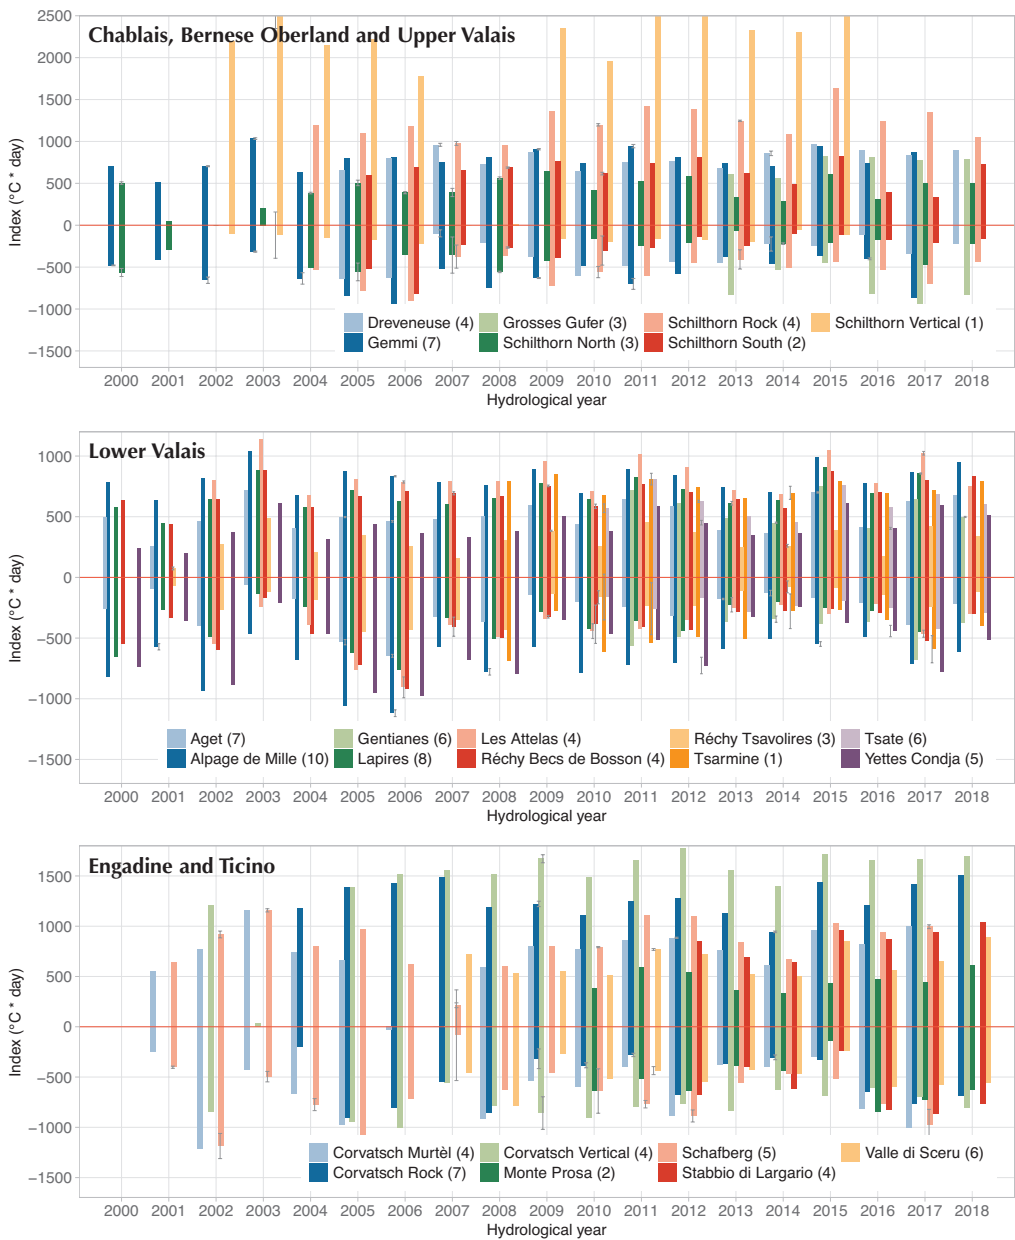 Chablais, Bernese Oberland and Upper Valais
Index (°C * day)
2500
2000
1500
1000
500
0
−500
−1000
−1500
Dreveneuse (4) Grosses Gufer (3) Schilthorn Rock (4) Schilthorn Vertical (1)
Gemmi (7) Schilthorn North (3) Schilthorn South (2)
2000 2001 2002 2003 2004 2005 2006 2007 2008 2009 2010 2011 2012 2013 2014 2015 2016 2017 2018
Hydrological year
Lower Valais
Index (°C * day)
1000
500
0
−500
−1000
−1500
Aget (7) Gentianes (6) Les Attelas (4) Réchy Tsavolires (3) Tsate (6)
Alpage de Mille (10) Lapires (8) Réchy Becs de Bosson (4) Tsarmine (1) Yettes Condja (5)
2000 2001 2002 2003 2004 2005 2006 2007 2008 2009 2010 2011 2012 2013 2014 2015 2016 2017 2018
Hydrological year
Engadine and Ticino
Index (°C * day)
1500
1000
500
0
−500
−1000
−1500
Corvatsch Murtèl (4) Corvatsch Vertical (4) Schafberg (5) Valle di Sceru (6)
Corvatsch Rock (7) Monte Prosa (2) Stabbio di Largario (4)
2000 2001 2002 2003 2004 2005 2006 2007 2008 2009 2010 2011 2012 2013 2014 2015 2016 2017 2018
Hydrological year